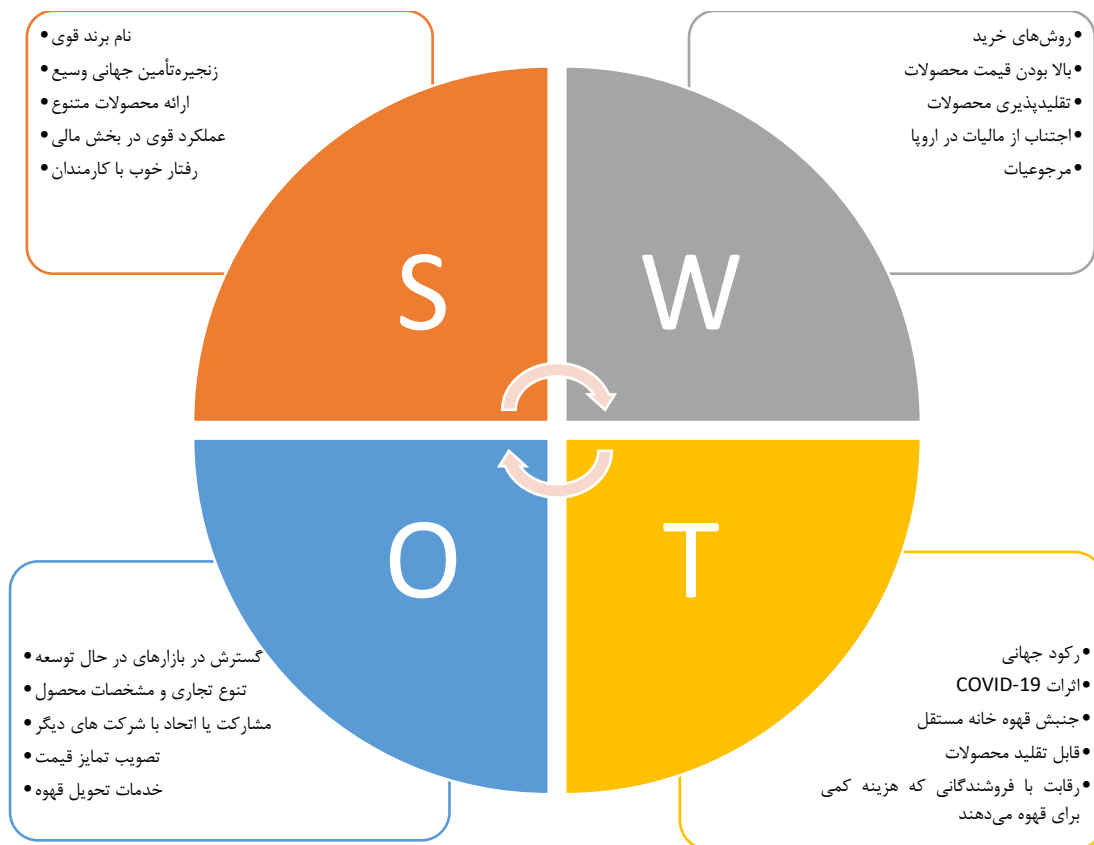 نام برند قوی
زنجیره‌تأمین جهانی وسیع
ارائه محصولات متنوع
عملکرد قوی در بخش مالی
رفتار خوب با کارمندان
روش‌های خرید
بالا بودن قیمت محصولات
تقلیدپذیری محصولات
اجتناب از مالیات در اروپا
مرجوعیات
S
W
O
T
گسترش در بازارهای در حال توسعه
تنوع تجاری و مشخصات محصول
مشارکت یا اتحاد با شرکت های دیگر
تصویب تمایز قیمت
خدمات تحویل قهوه
رکود جهانی
اثرات COVID-19
جنبش قهوه خانه مستقل
قابل تقلید محصولات
رقابت با فروشندگانی که هزینه کمی
برای قهوه می‌دهند